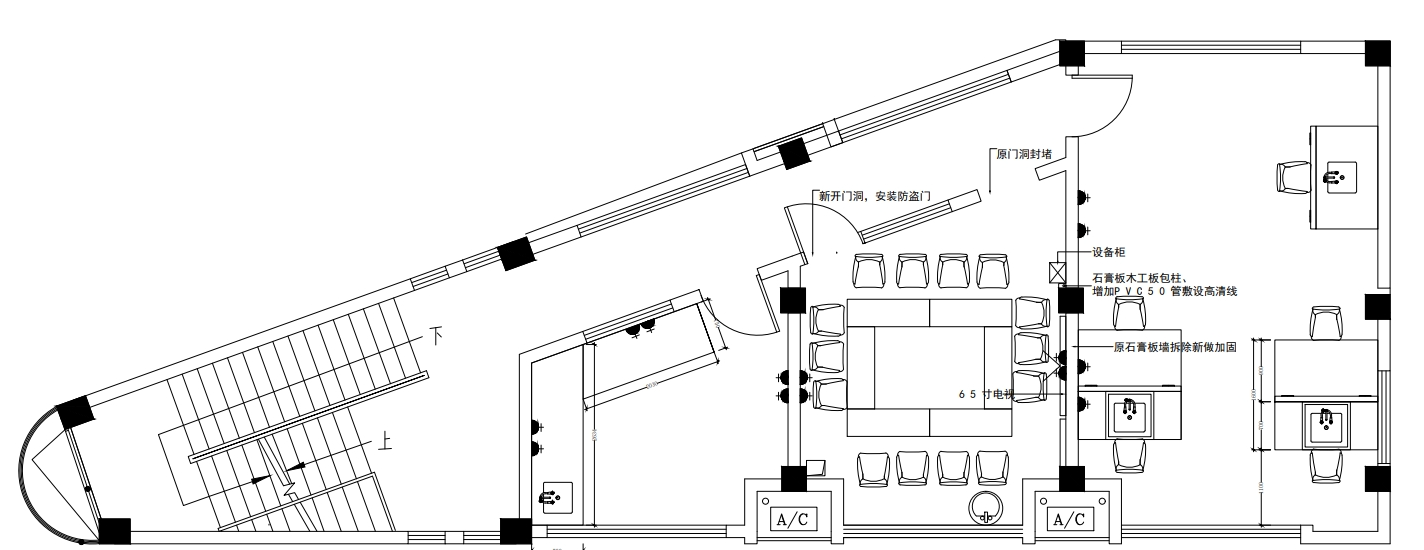 原门洞封堵
新开门洞，安装防盗门
设备柜
石膏板木工板包柱、
增加PVC50管敷设高清线
下
原石膏板墙拆除新做加固
65寸电视
上
A/C
A/C